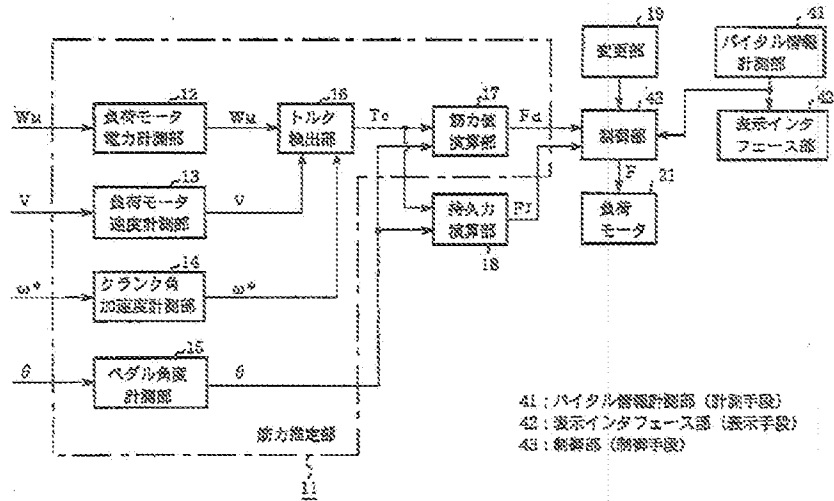 19
41
変更部
バイタル情報
計測部
12
16
17
43
42
WM
負荷モータ
電力計測部
WM
トルク
検出部
Tc
筋力値
演算部
Fd
制御部
表示インタ
フェース部
13
F
21
V
負荷モータ
速度計測部
V
持久力
演算部
Ff
負荷
モータ
18
14
ω*
クランク角
加速度計測部
ω*
15
θ
ペダル角度
計測部
θ
筋力推定部
11
41：バイタル情報計測部（計測手段）
42：表示インタフェース部（表示手段）
43：制御部（制御手段）